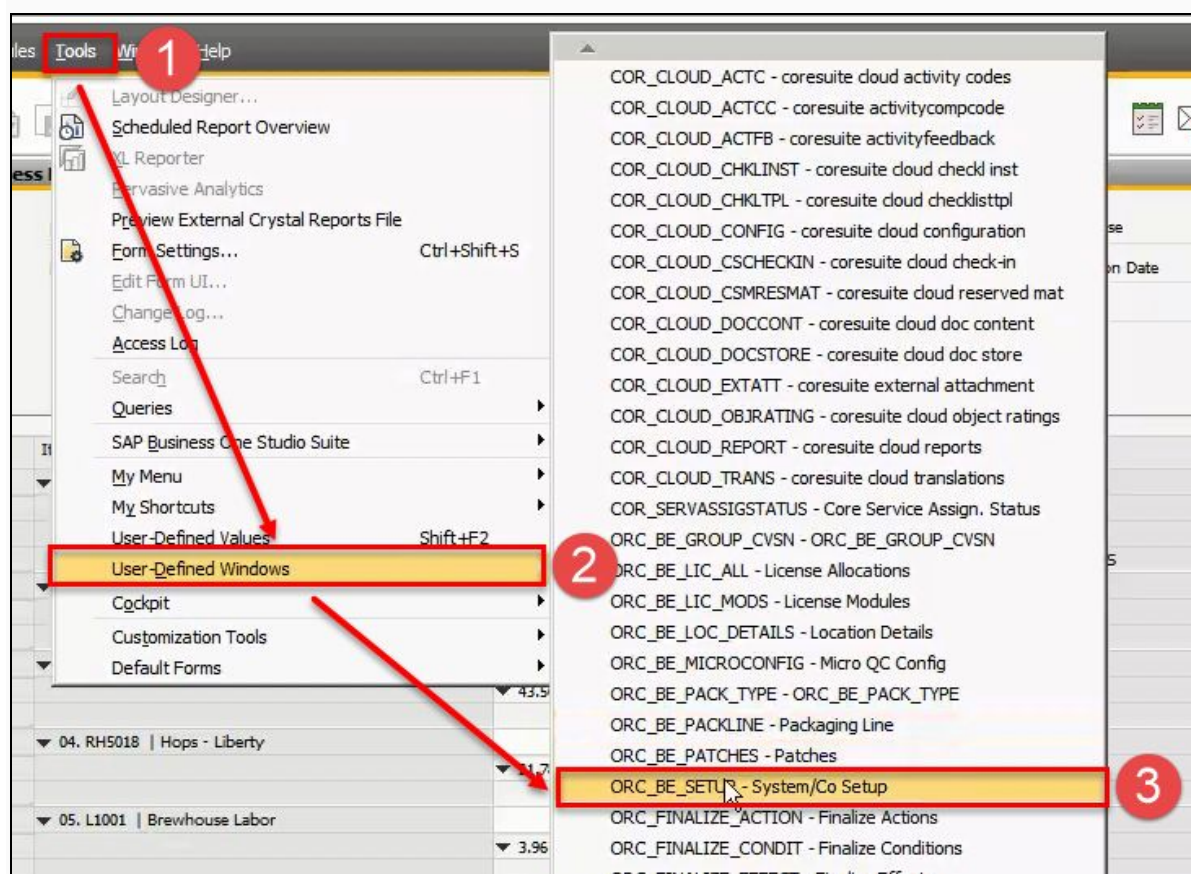 Tools
Help
1
Layout Designer...
Scheduled Report Overview
XL Reporter
Pervasive Analytics
Preview External Crystal Reports File
Form Settings... Ctrl+Shift+S
Edit Form UI...
Change Log...
Access Log
Search Ctrl+F1
Queries
SAP Business One Studio Suite
My Menu
My Shortcuts
User-Defined Values Shift+F2
User-Defined Windows
2
Cockpit
Customization Tools
Default Forms
04. RH5018 | Hops - Liberty
05. L1001 | Brewhouse Labor
3.96
COR_CLOUD_ACTC - coresuite cloud activity codes
COR_CLOUD_ACTCC - coresuite activitycompcode
COR_CLOUD_ACTFB - coresuite activityfeedback
COR_CLOUD_CHKLINST - coresuite cloud checkl inst
COR_CLOUD_CHKLTPL - coresuite cloud checklisttpl
COR_CLOUD_CONFIG - coresuite cloud configuration
COR_CLOUD_CSCHECKIN - coresuite cloud check-in
COR_CLOUD_CSMRESMAT - coresuite cloud reserved mat
COR_CLOUD_DOCCONT - coresuite cloud doc content
COR_CLOUD_DOCSTORE - coresuite cloud doc store
COR_CLOUD_EXTATT - coresuite external attachment
COR_CLOUD_OBJRATING - coresuite cloud object ratings
COR_CLOUD_REPORT - coresuite cloud reports
COR_CLOUD_TRANS - coresuite cloud translations
COR_SERVASSIGSTATUS - Core Service Assign. Status
ORC_BE_GROUP_CVSN - ORC_BE_GROUP_CVSN
ORC_BE_LIC_ALL - License Allocations
ORC_BE_LIC_MODS - License Modules
ORC_BE_LOC_DETAILS - Location Details
ORC_BE_MICROCONFIG - Micro QC Config
ORC_BE_PACK_TYPE - ORC_BE_PACK_TYPE
ORC_BE_PACKLINE - Packaging Line
ORC_BE_PATCHES - Patches
ORC_BE_SETUP - System/Co Setup
3
ORC_FINALIZE_ACTION - Finalize Actions
ORC_FINALIZE_CONDIT - Finalize Conditions
on Date